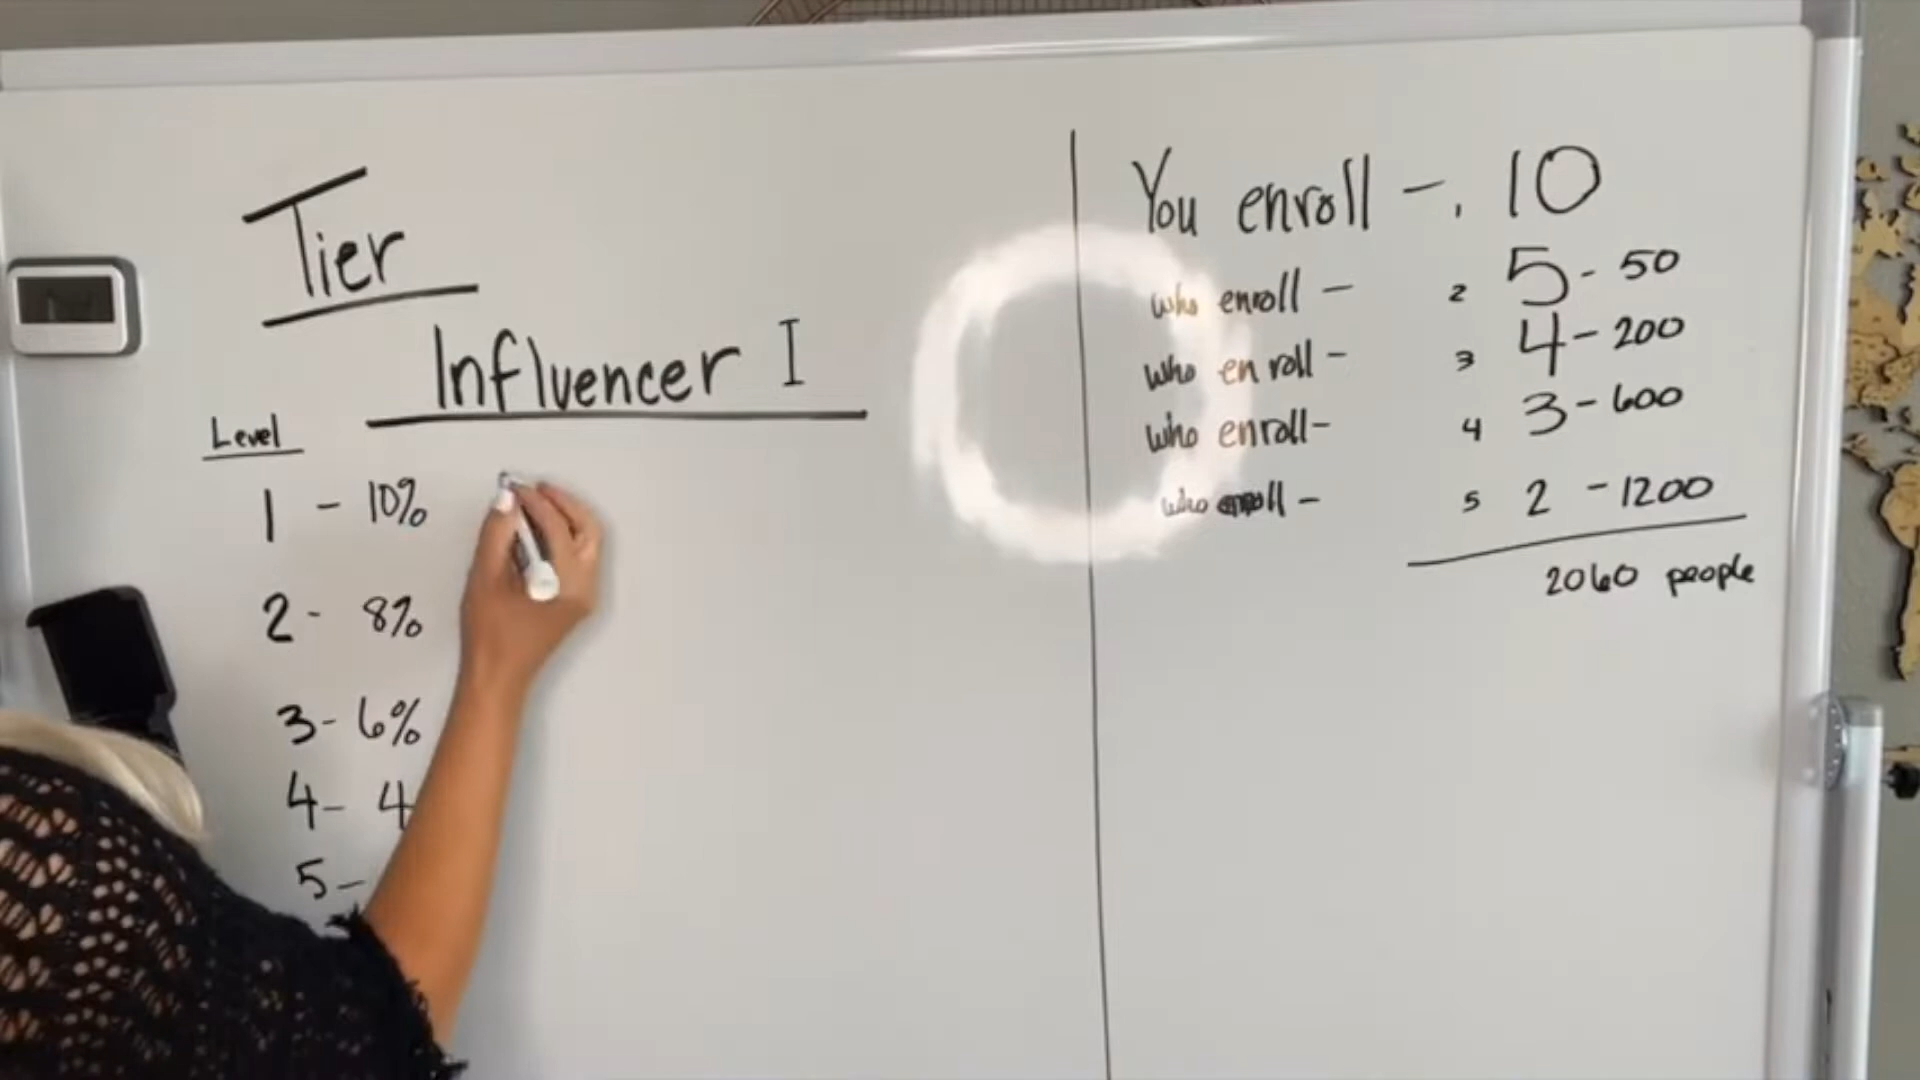 Tier
Influencer I
Level
1 - 10%
2 - 8%
3 - 6%
4 - 4
5 -
You enroll - 1 10
who enroll - 2 5 - 50
who enroll - 3 4 - 200
who enroll - 4 3 - 600
who enroll - 5 2 - 1200
2060 people